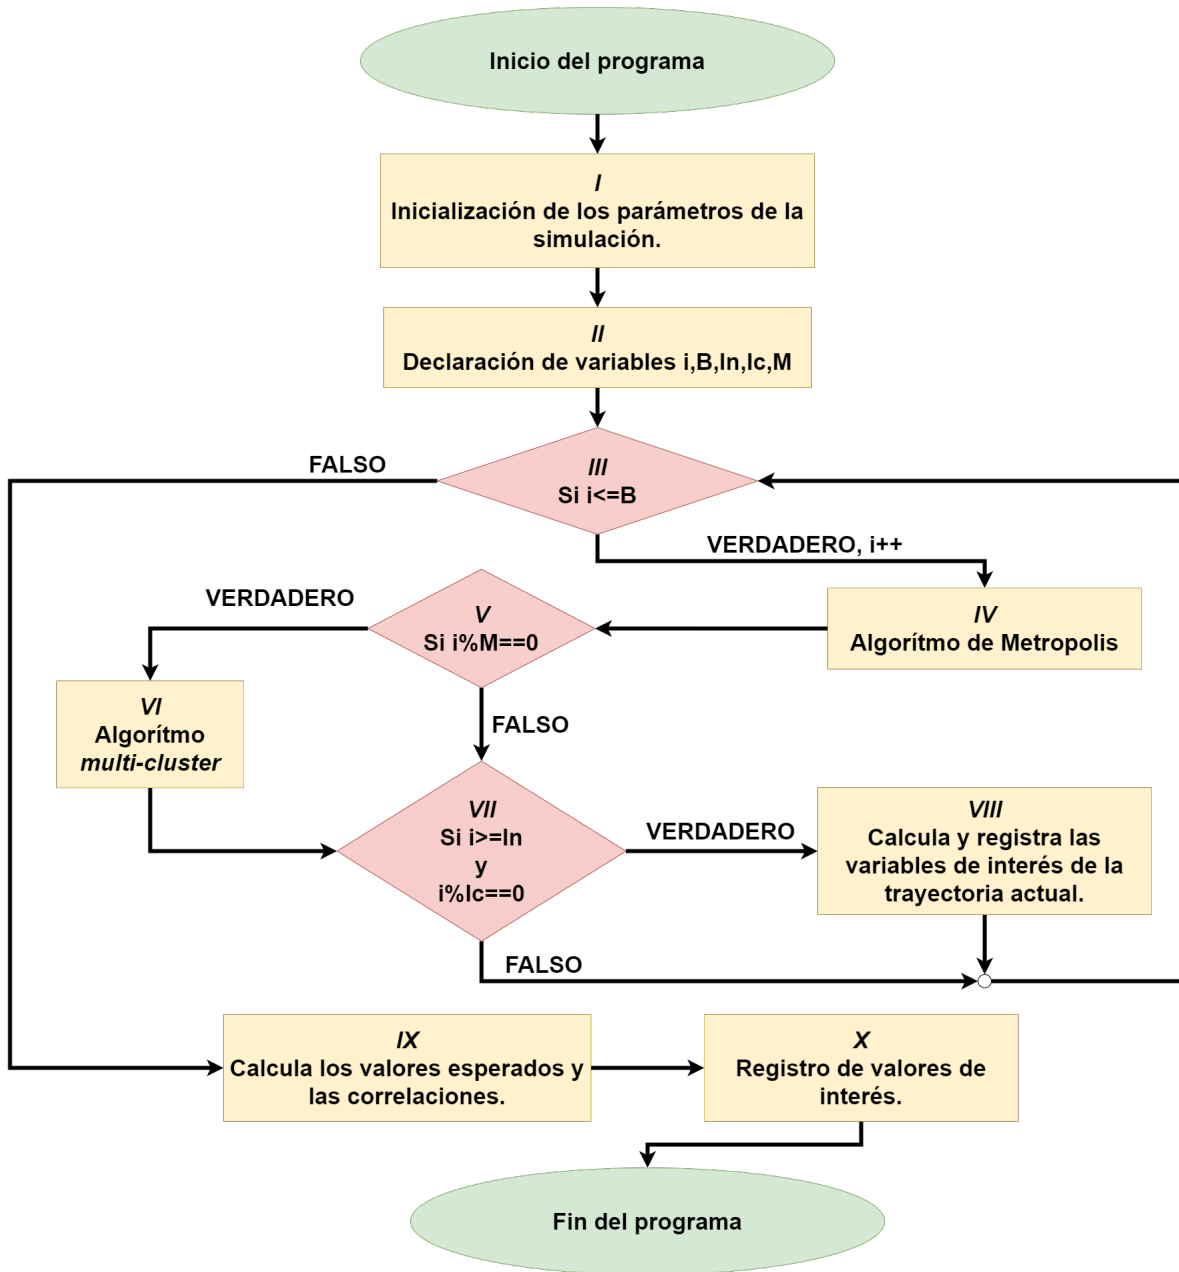 Inicio del programa
I
Inicialización de los parámetros de la
simulación.
II
Declaración de variables i,B,In,Ic,M
III
Si i<=B
FALSO
VERDADERO, i++
IV
Algorítmo de Metropolis
V
Si i%M==0
VERDADERO
VI
Algorítmo
multi-cluster
FALSO
VII
Si i>=In
y
i%Ic==0
VERDADERO
VIII
Calcula y registra las
variables de interés de la
trayectoria actual.
FALSO
IX
Calcula los valores esperados y
las correlaciones.
X
Registro de valores de
interés.
Fin del programa